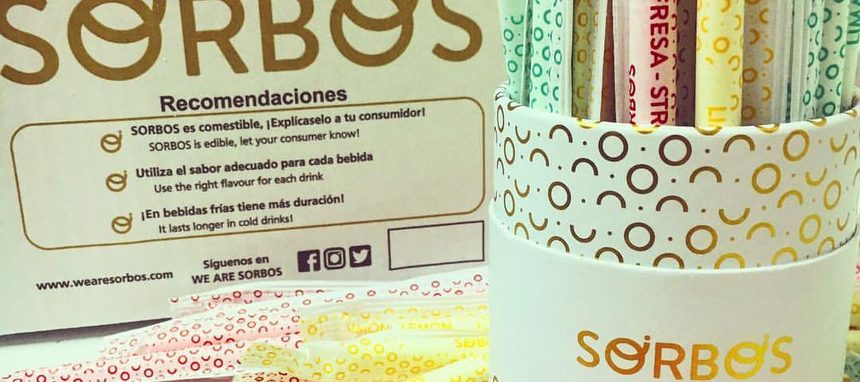 SORBOS
Recomendaciones
SORBOS es comestible, ¡Explícaselo a tu consumidor!
SORBOS is edible, let your consumer know!
Utiliza el sabor adecuado para cada bebida
Use the right flavour for each drink
¡En bebidas frías tiene más duración!
It lasts longer in cold drinks!
www.wearesorbos.com
Síguenos en
WE ARE SORBOS
FRESA - STR
SORBOS